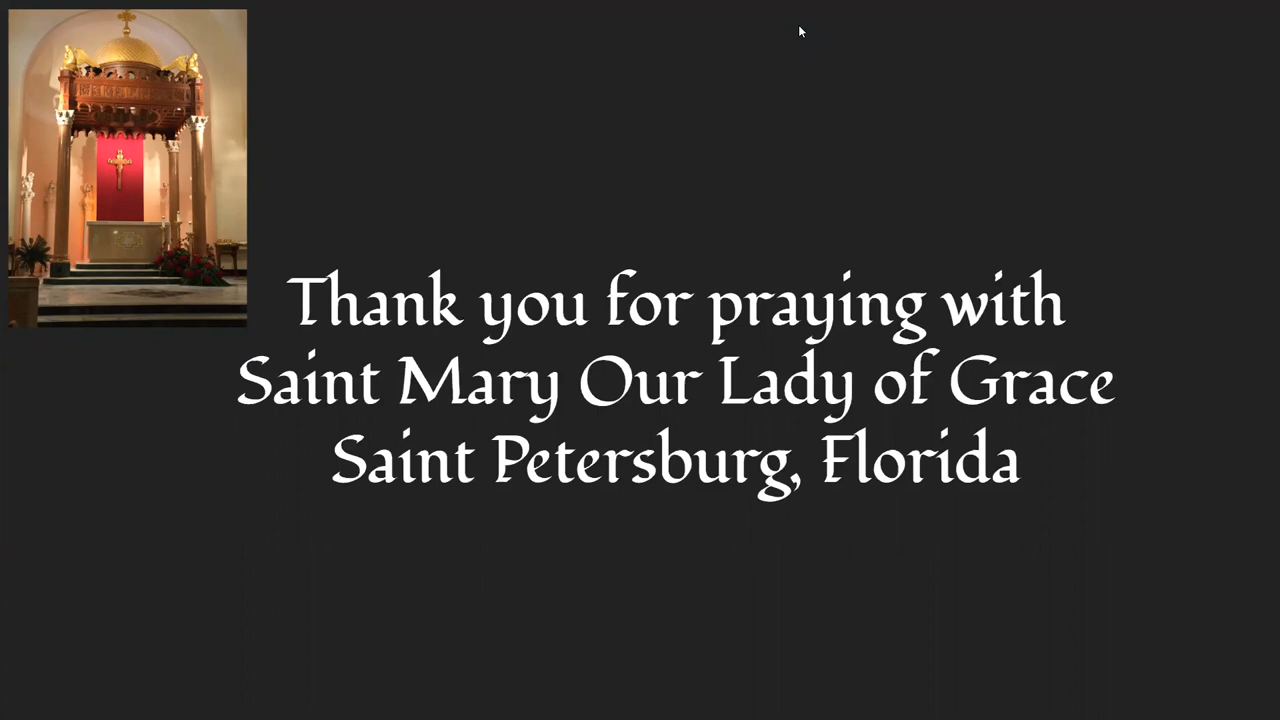 Thank you for praying with
Saint Mary Our Lady of Grace
Saint Petersburg, Florida